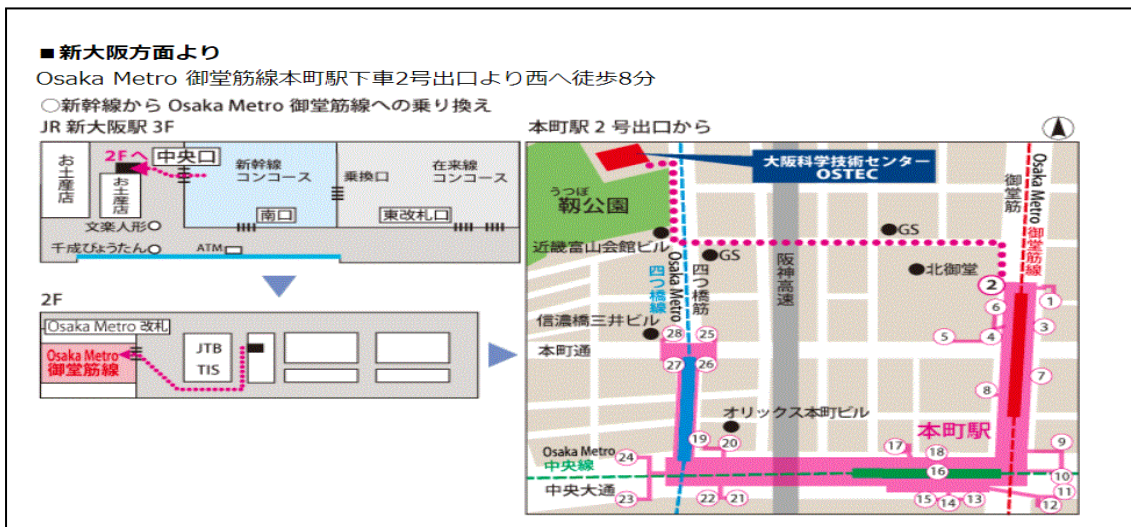 ■新大阪方面より
Osaka Metro 御堂筋線本町駅下車2号出口より西へ徒歩8分
○新幹線から Osaka Metro 御堂筋線への乗り換え
JR 新大阪駅 3F
お土産店
2Fへ
中央口
お土産店
新幹線
コンコース
乗換口
在来線
コンコース
南口
東改札口
文楽人形
千成びょうたん
ATM
2F
Osaka Metro 改札
Osaka Metro
御堂筋線
JTB
TIS
本町駅 2 号出口から
大阪科学技術センター
OSTEC
うつぼ
靱公園
近畿富山会館ビル
GS
GS
北御堂
御堂筋
Osaka Metro 御堂筋線
Osaka Metro
四つ橋線
四つ橋筋
阪神高速
信濃橋三井ビル
本町通
オリックス本町ビル
本町駅
Osaka Metro
中央線
中央大通
2
1
6
3
5
4
28
25
27
26
7
8
19
20
17
18
9
24
16
10
23
22
21
15
14
13
11
12